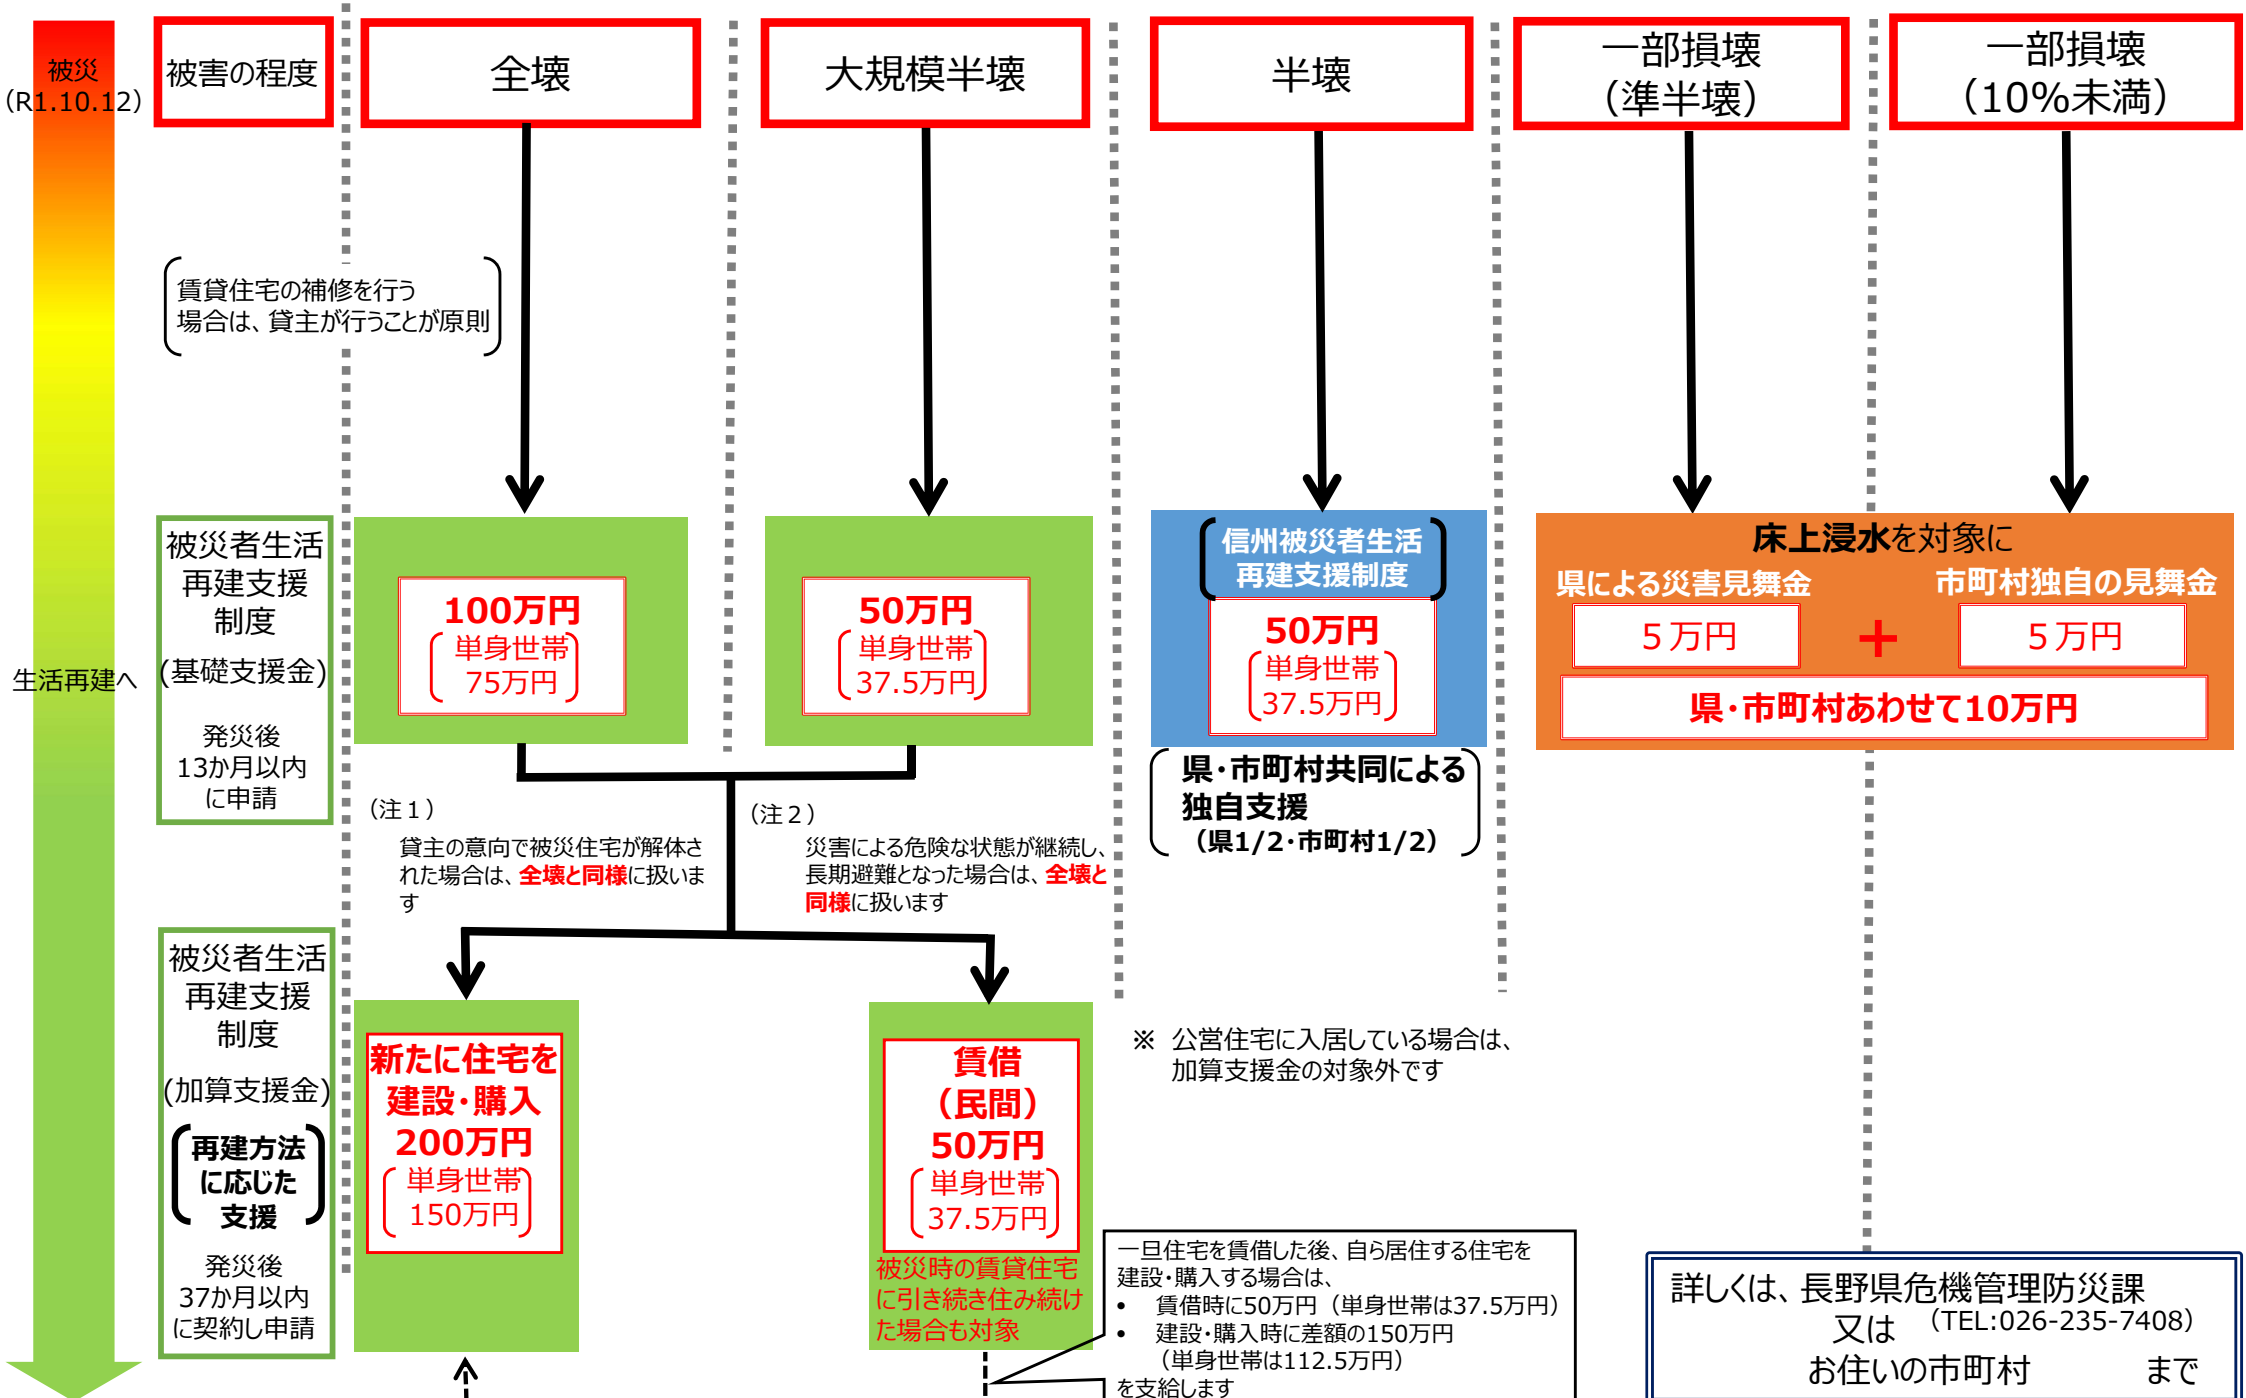 被災
（R1.10.12）
被害の程度
全壊
大規模半壊
半壊
一部損壊
（準半壊）
一部損壊
（10%未満）
賃貸住宅の補修を行う
場合は、貸主が行うことが原則
被災者生活
再建支援
制度
(基礎支援金)
発災後
13か月以内
に申請
100万円
単身世帯
75万円
50万円
単身世帯
37.5万円
信州被災者生活
再建支援制度
50万円
単身世帯
37.5万円
県・市町村共同による
独自支援
（県1/2・市町村1/2）
床上浸水を対象に
県による災害見舞金
市町村独自の見舞金
５万円
＋
５万円
県・市町村あわせて10万円
生活再建へ
（注１）
貸主の意向で被災住宅が解体さ
れた場合は、全壊と同様に扱いま
す
（注２）
災害による危険な状態が継続し、
長期避難となった場合は、全壊と
同様に扱います
被災者生活
再建支援
制度
(加算支援金)
再建方法
に応じた
支援
発災後
37か月以内
に契約し申請
新たに住宅を
建設・購入
200万円
単身世帯
150万円
賃借
（民間）
50万円
単身世帯
37.5万円
被災時の賃貸住宅
に引き続き住み続け
た場合も対象
※ 公営住宅に入居している場合は、
加算支援金の対象外です
一旦住宅を賃借した後、自ら居住する住宅を
建設・購入する場合は、
• 賃借時に50万円（単身世帯は37.5万円）
• 建設・購入時に差額の150万円
（単身世帯は112.5万円）
を支給します
詳しくは、長野県危機管理防災課
又は （TEL:026-235-7408）
お住いの市町村 まで